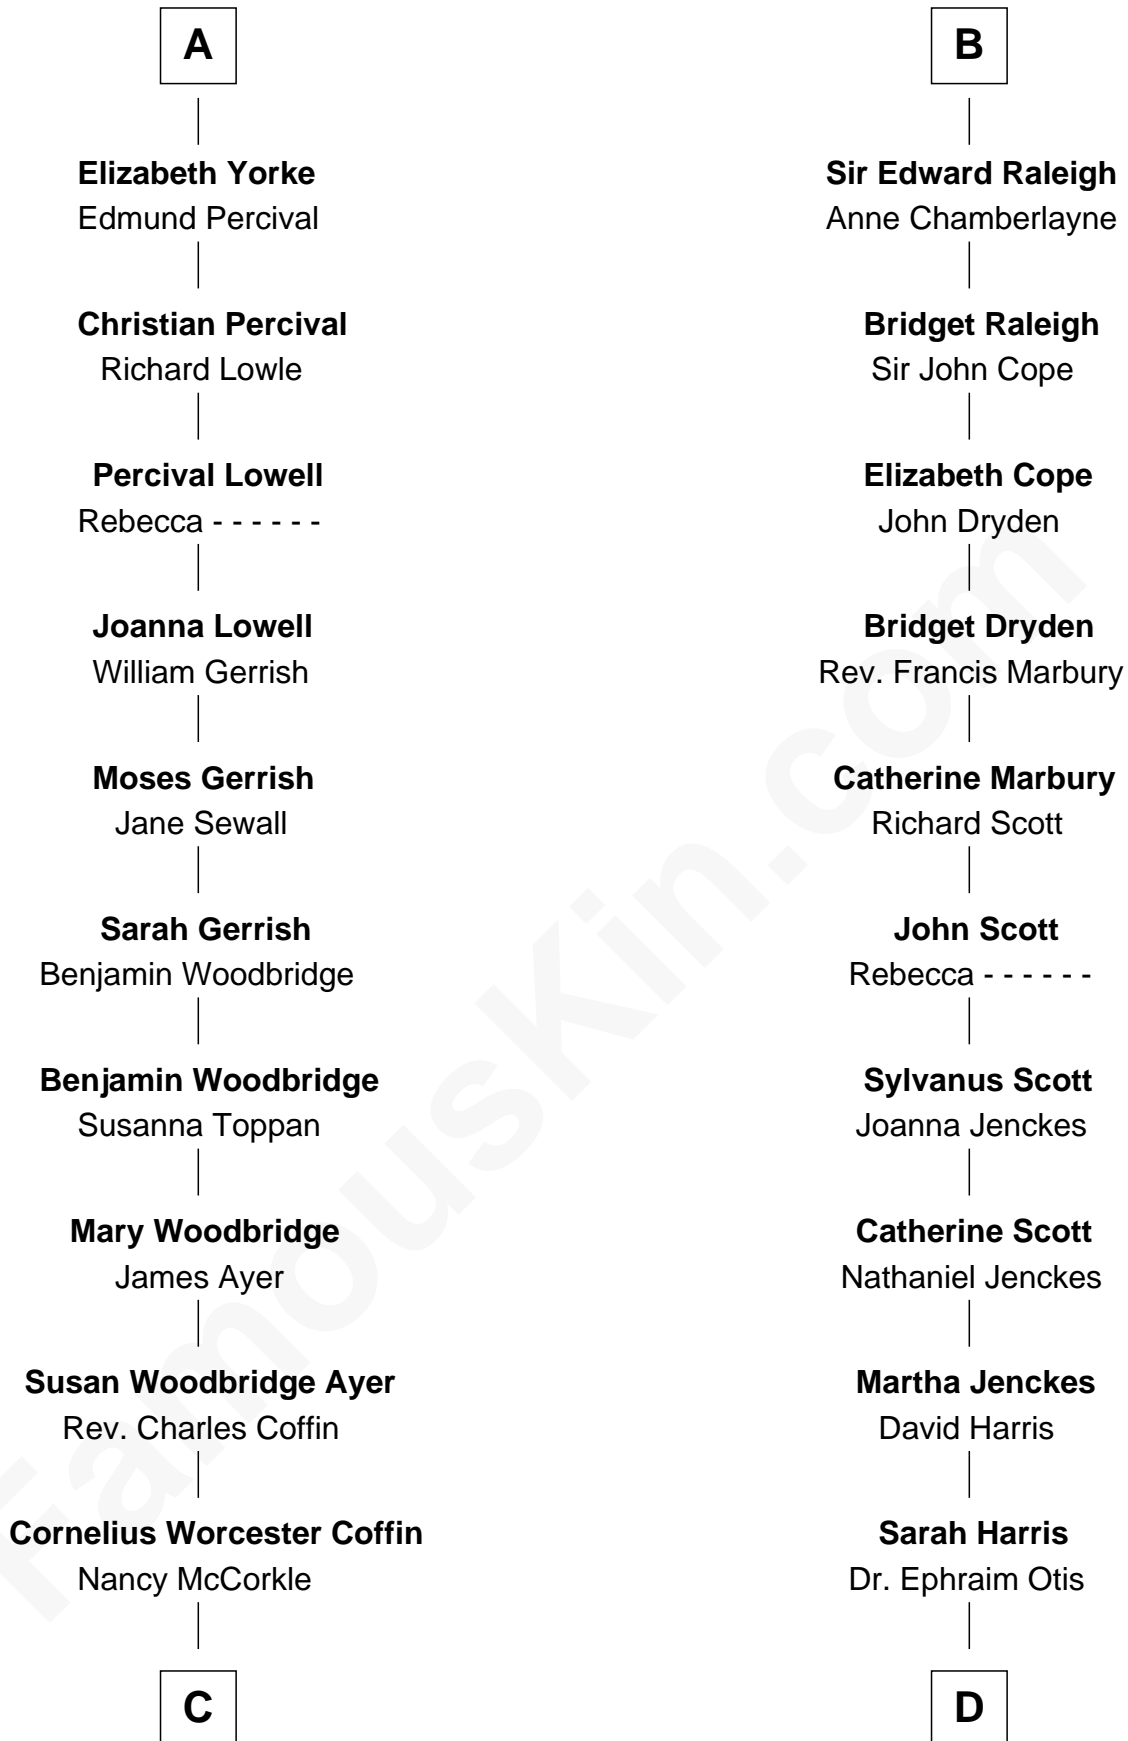 A
Elizabeth Yorke
Edmund Percival
Christian Percival
Richard Lowle
Percival Lowell
Rebecca - - - - - -
Joanna Lowell
William Gerrish
Moses Gerrish
Jane Sewall
Sarah Gerrish
Benjamin Woodbridge
Benjamin Woodbridge
Susanna Toppan
Mary Woodbridge
James Ayer
Susan Woodbridge Ayer
Rev. Charles Coffin
Cornelius Worcester Coffin
Nancy McCorkle
C
B
Sir Edward Raleigh
Anne Chamberlayne
Bridget Raleigh
Sir John Cope
Elizabeth Cope
John Dryden
Bridget Dryden
Rev. Francis Marbury
Catherine Marbury
Richard Scott
John Scott
Rebecca - - - - - -
Sylvanus Scott
Joanna Jenckes
Catherine Scott
Nathaniel Jenckes
Martha Jenckes
David Harris
Sarah Harris
Dr. Ephraim Otis
D
FamousKin.com